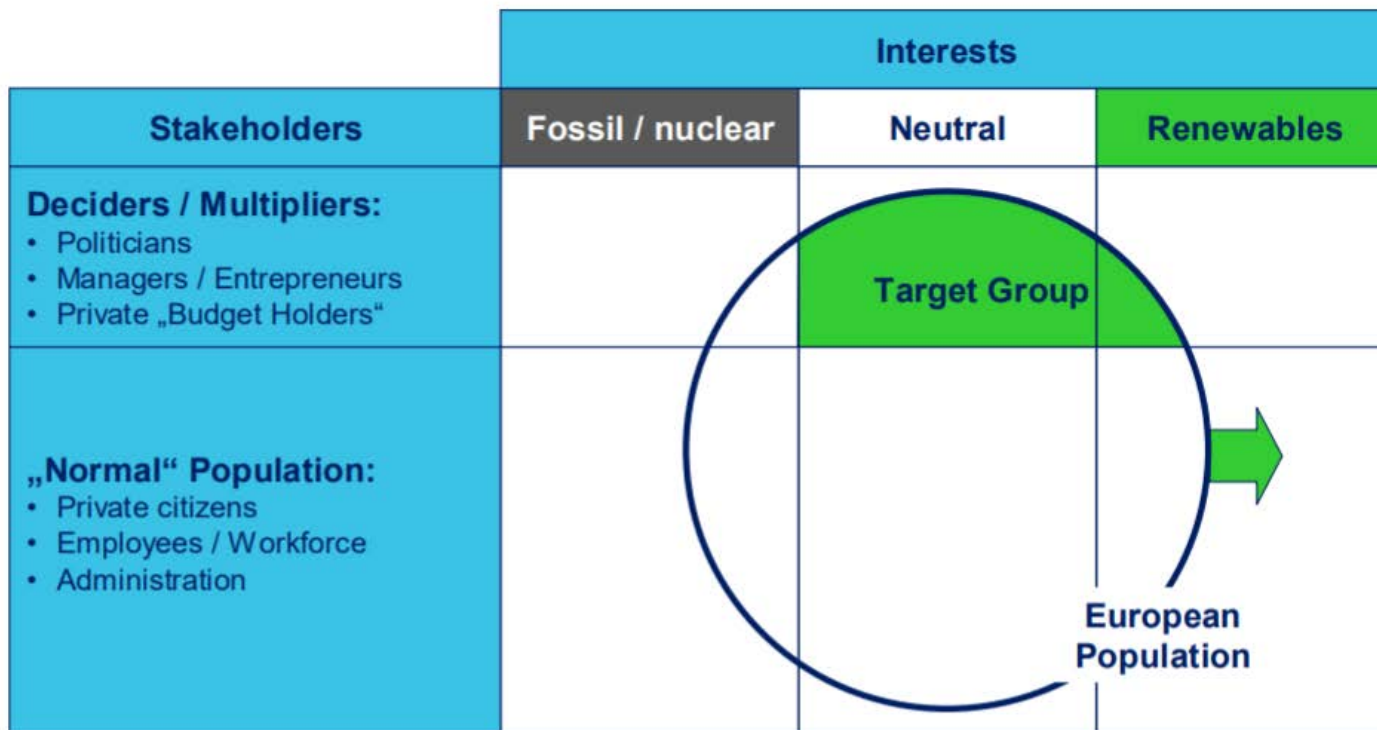 Interests
Stakeholders
Fossil / nuclear
Neutral
Renewables
Deciders / Multipliers:
• Politicians
• Managers / Entrepreneurs
• Private „Budget Holders“
Target Group
„Normal“ Population:
• Private citizens
• Employees / Workforce
• Administration
European
Population